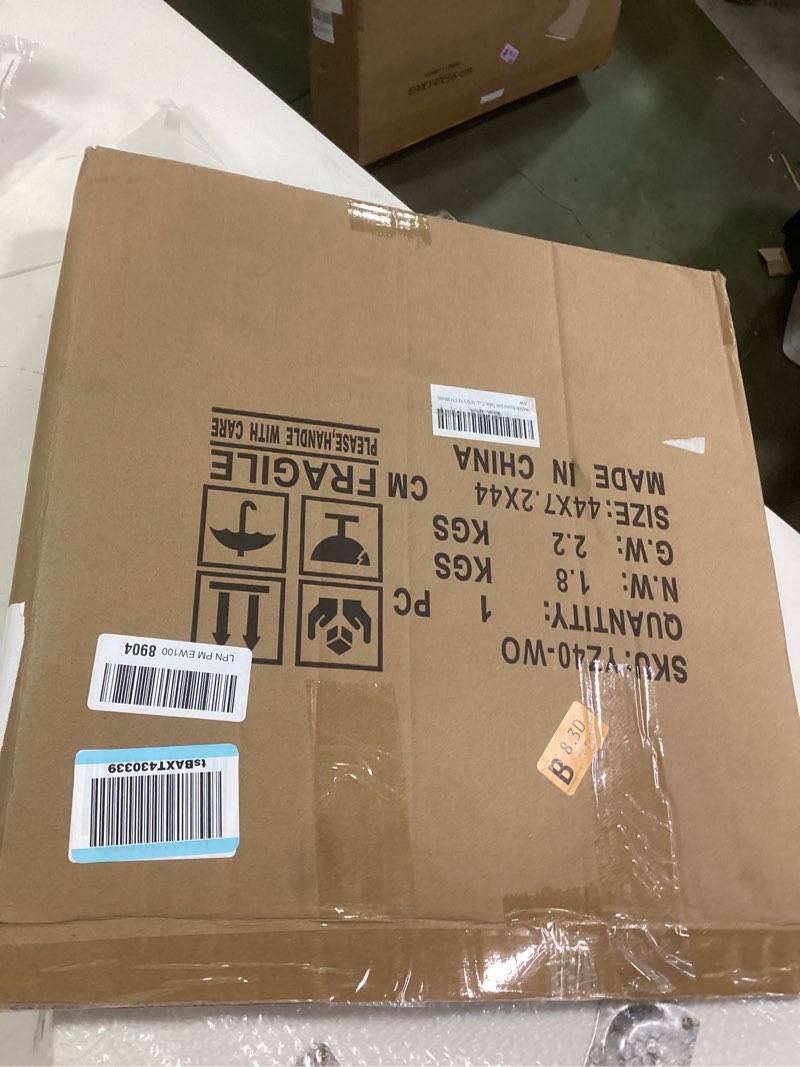 SKU:YZ40-WO
QUANTITY: 1 PC
N.W: 1.8 KGS
G.W: 2.2 KGS
SIZE:44X7.2X44 CM
MADE IN CHINA
FRAGILE
PLEASE,HANDLE WITH CARE
LPN PM EW100 8904
tsBAXT430339
B 8.30